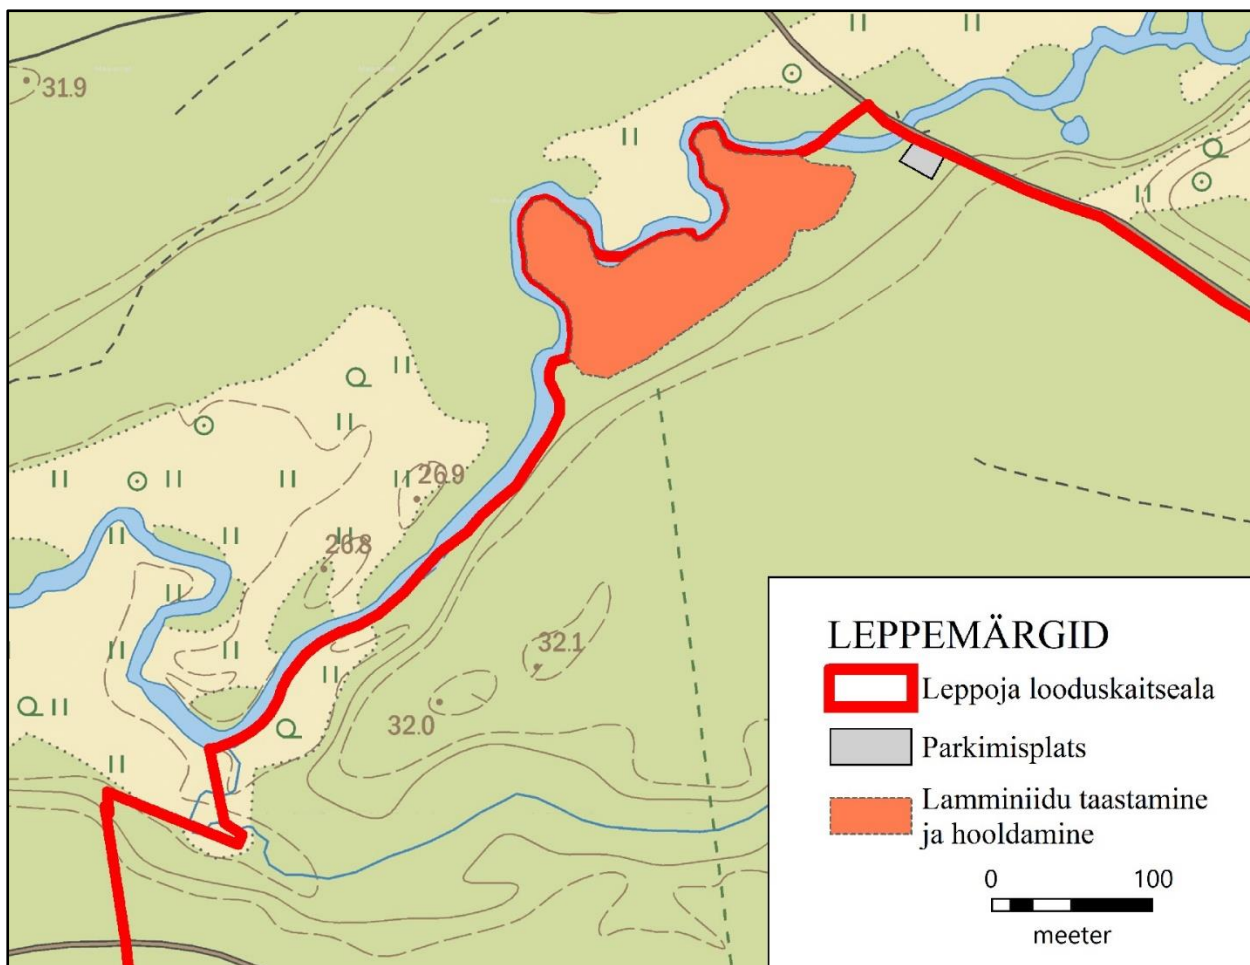 31.9
26.9
26.8
32.1
32.0
LEPPEMÄRGID
Leppoja looduskaitseala
Parkimisplats
Lamminiidu taastamine
ja hooldamine
0 100
meeter